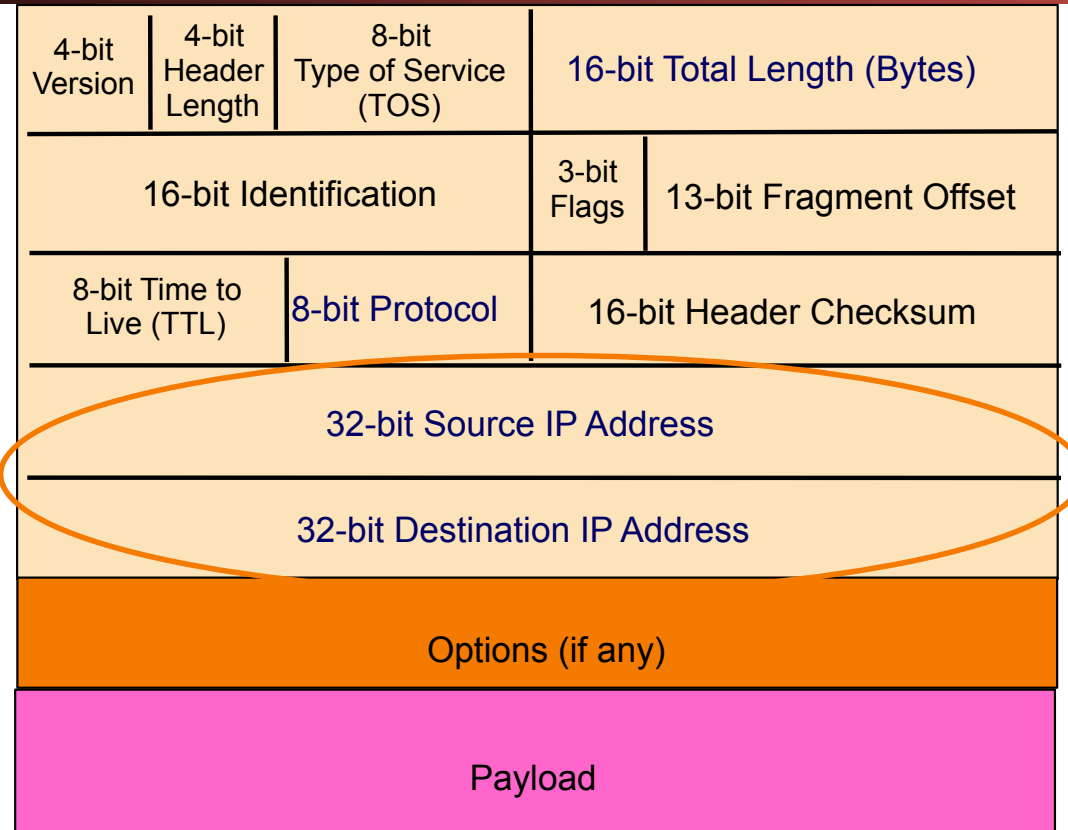 4-bit
Version
4-bit
Header
Length
8-bit
Type of Service
(TOS)
16-bit Total Length (Bytes)
16-bit Identification
3-bit
Flags
13-bit Fragment Offset
8-bit Time to
Live (TTL)
8-bit Protocol
16-bit Header Checksum
32-bit Source IP Address
32-bit Destination IP Address
Options (if any)
Payload